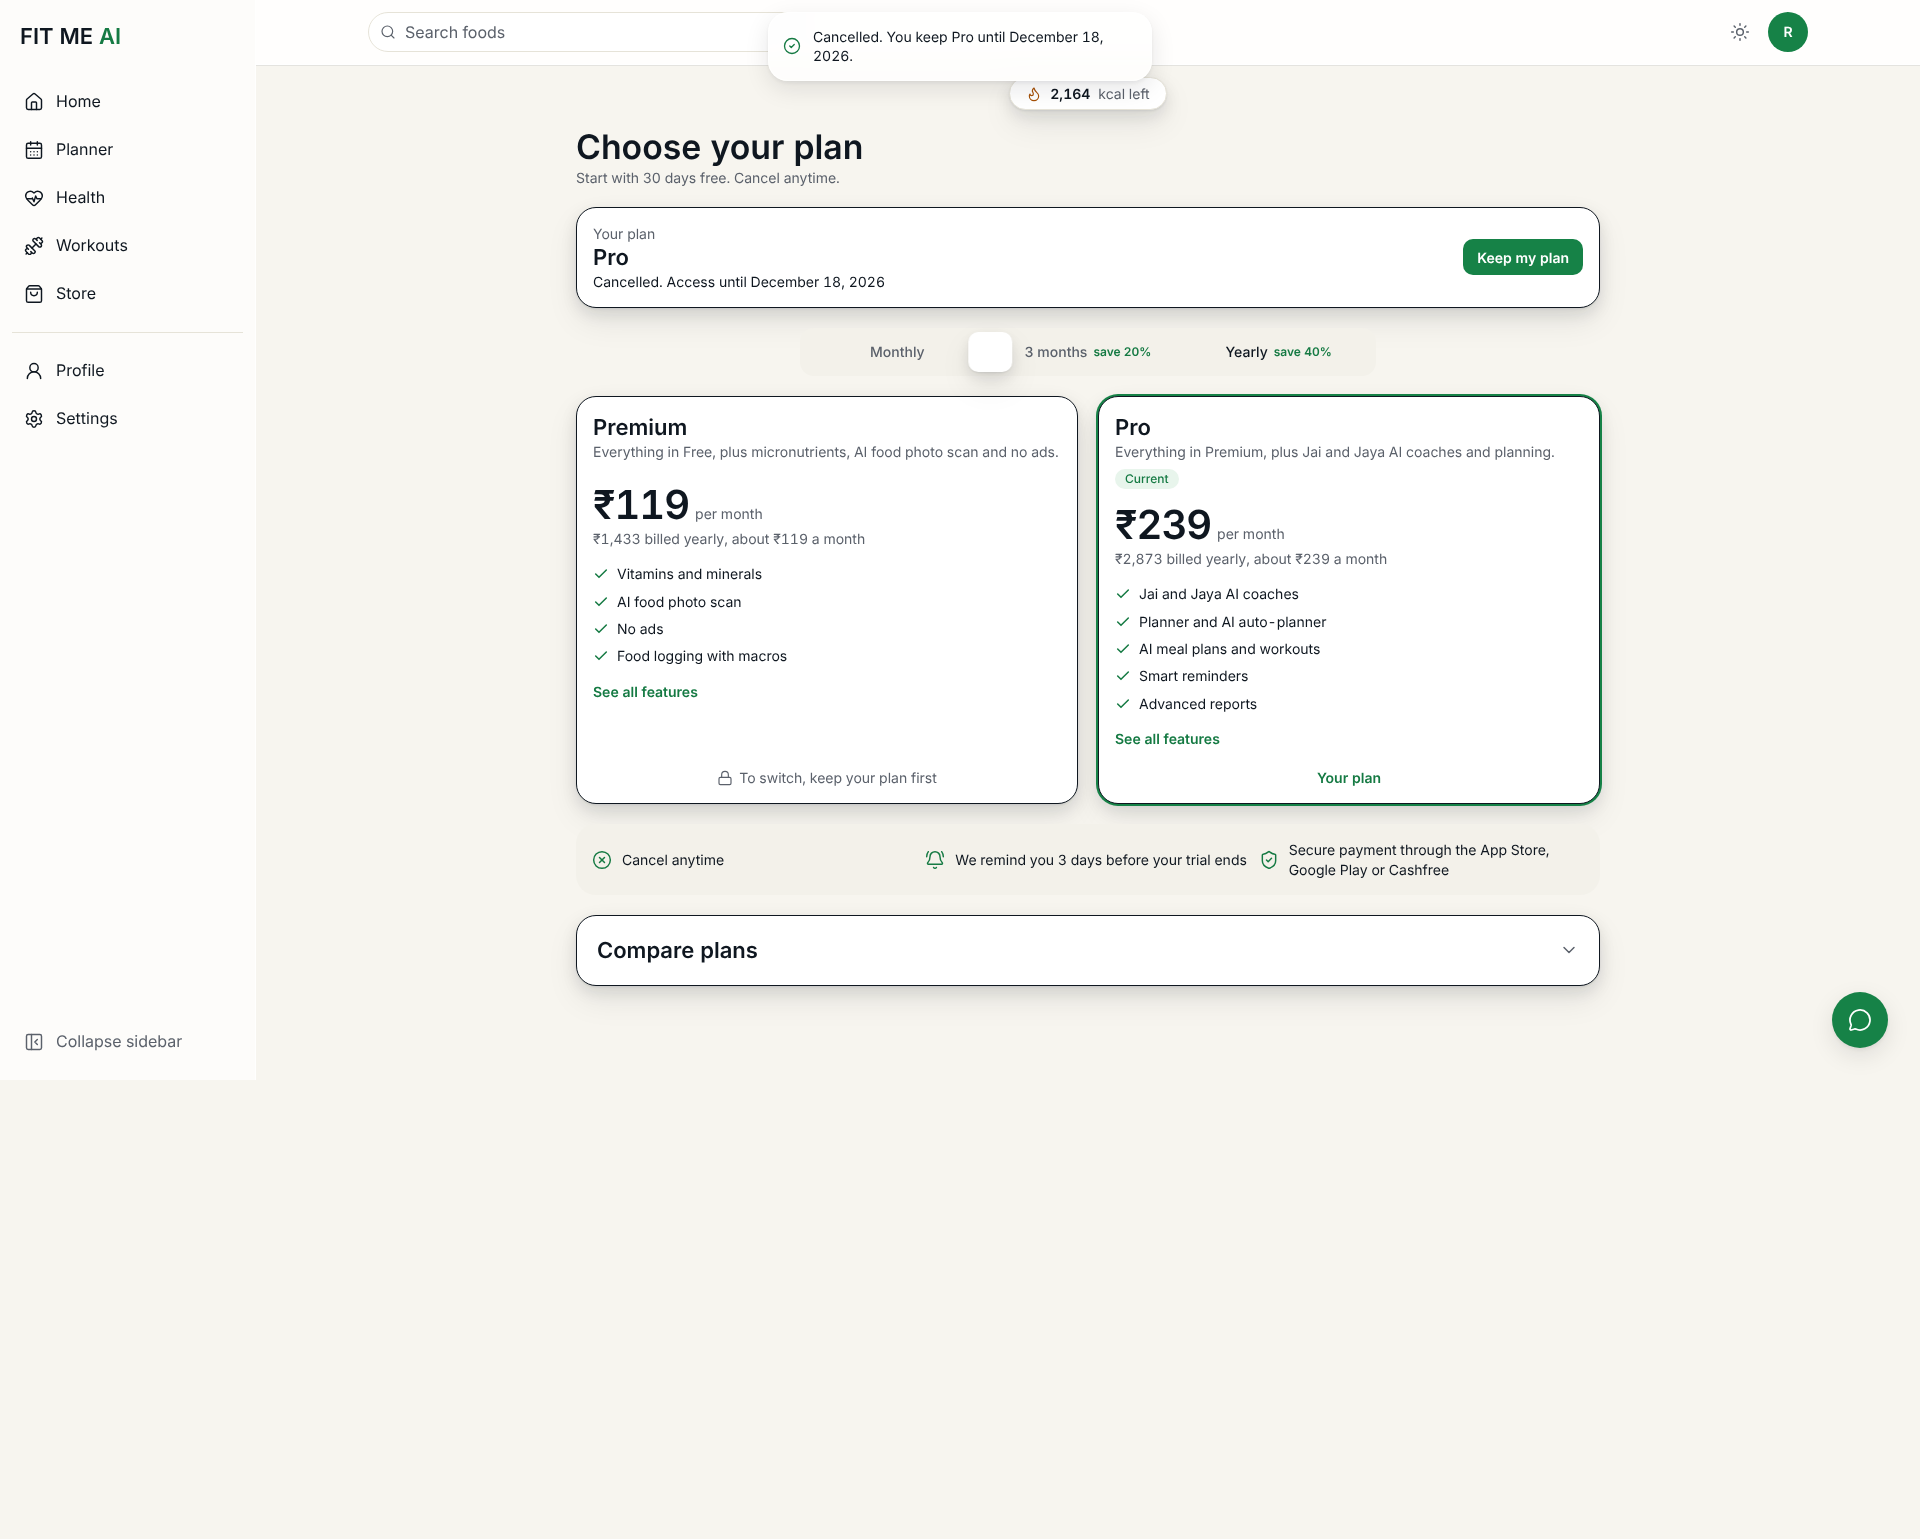 FIT ME AI
Search foods
Cancelled. You keep Pro until December 18,
2026.
R
2,164 kcal left
Home
Planner
Health
Workouts
Store
Profile
Settings
Collapse sidebar
Choose your plan
Start with 30 days free. Cancel anytime.
Your plan
Pro
Cancelled. Access until December 18, 2026
Keep my plan
Monthly
3 months save 20%
Yearly save 40%
Premium
Everything in Free, plus micronutrients, AI food photo scan and no ads.
₹119 per month
₹1,433 billed yearly, about ₹119 a month
Vitamins and minerals
AI food photo scan
No ads
Food logging with macros
See all features
To switch, keep your plan first
Pro
Everything in Premium, plus Jai and Jaya AI coaches and planning.
Current
₹239 per month
₹2,873 billed yearly, about ₹239 a month
Jai and Jaya AI coaches
Planner and AI auto-planner
AI meal plans and workouts
Smart reminders
Advanced reports
See all features
Your plan
Cancel anytime
We remind you 3 days before your trial ends
Secure payment through the App Store,
Google Play or Cashfree
Compare plans